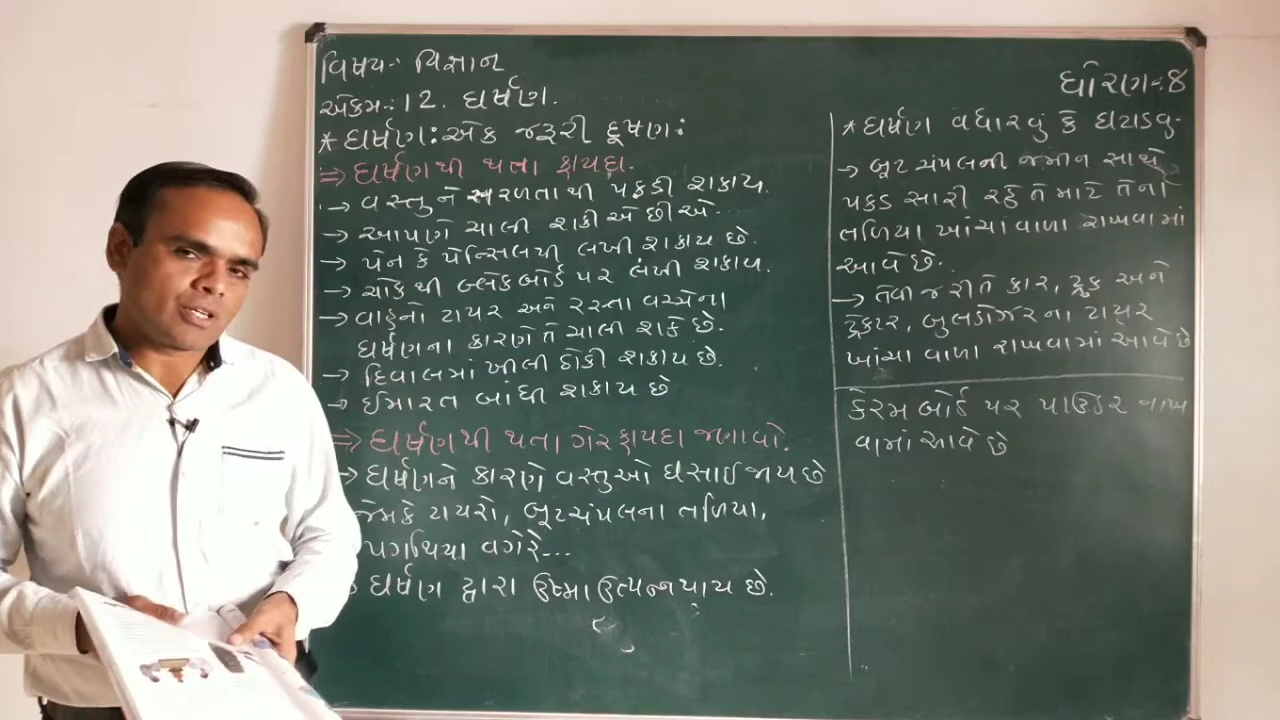 વિષય:- વિજ્ઞાન
એકમ:-12. ઘર્ષણ.
* ઘર્ષણ: એક જરૂરી દૂષણ:
⇒ ઘર્ષણથી થતા ફાયદા.
→ વસ્તુને સરળતાથી પકડી શકાય.
→ આપણે ચાલી શકીએ છીએ.
→ પેન કે પેન્સિલથી લખી શકાય છે.
→ ચોકથી બ્લેકબોર્ડ પર લખી શકાય.
→ વાહનો ટાયર અને રસ્તા વચ્ચેના
ઘર્ષણના કારણે તે ચાલી શકે છે.
→ દિવાલમાં ખીલી ઠોકી શકાય છે.
→ ઈમારત બાંધી શકાય છે
⇒ ઘર્ષણથી થતા ગેરફાયદા જણાવો.
→ ઘર્ષણને કારણે વસ્તુઓ ઘસાઈ જાય છે
જેમકે ટાયરો, બૂટચંપલના તળિયા,
પગથિયા વગેરે...
ઘર્ષણ દ્વારા ઉષ્મા ઉત્પન્ન થાય છે.
ધોરણ:-8
* ઘર્ષણ વધારવું કે ઘટાડવુ-
→ બૂટ ચંપલની જમીન સાથે
પકડ સારી રહે તે માટે તેનો
તળિયા ખાંચાવાળા રાખવામાં
આવે છે.
→ તેવી જ રીતે કાર, ટ્રક અને
ટ્રેક્ટર, બુલડોઝરના ટાયર
ખાંચા વાળા રાખવામાં આવે છે
કેરમ બોર્ડ પર પાઉડર નાખ
વામાં આવે છે